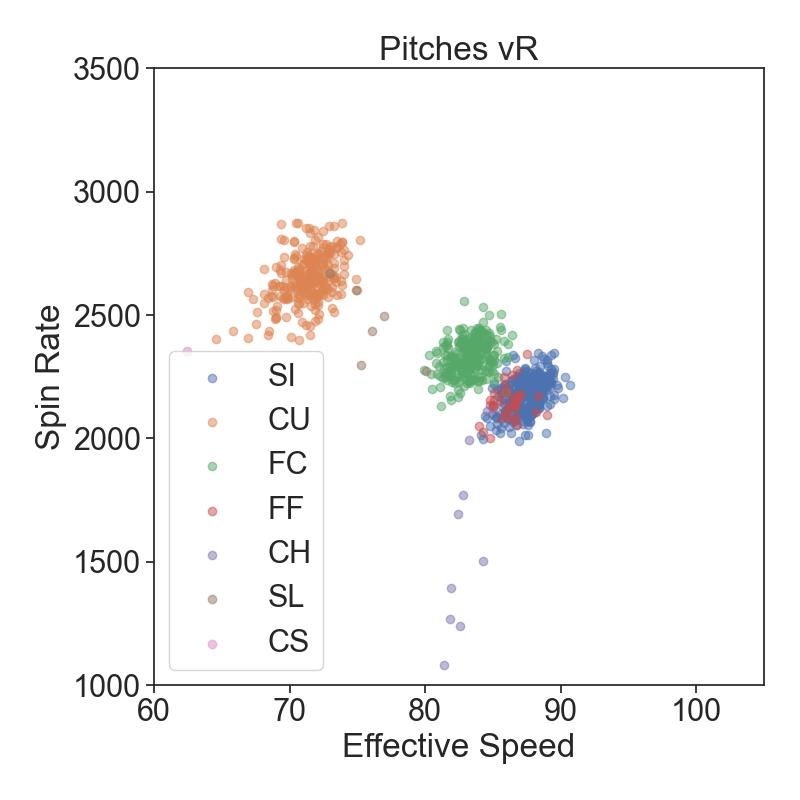 Pitches vR
3500
3000
2500
2000
1500
1000
Spin Rate
SI
CU
FC
FF
CH
SL
CS
60 70 80 90 100
Effective Speed